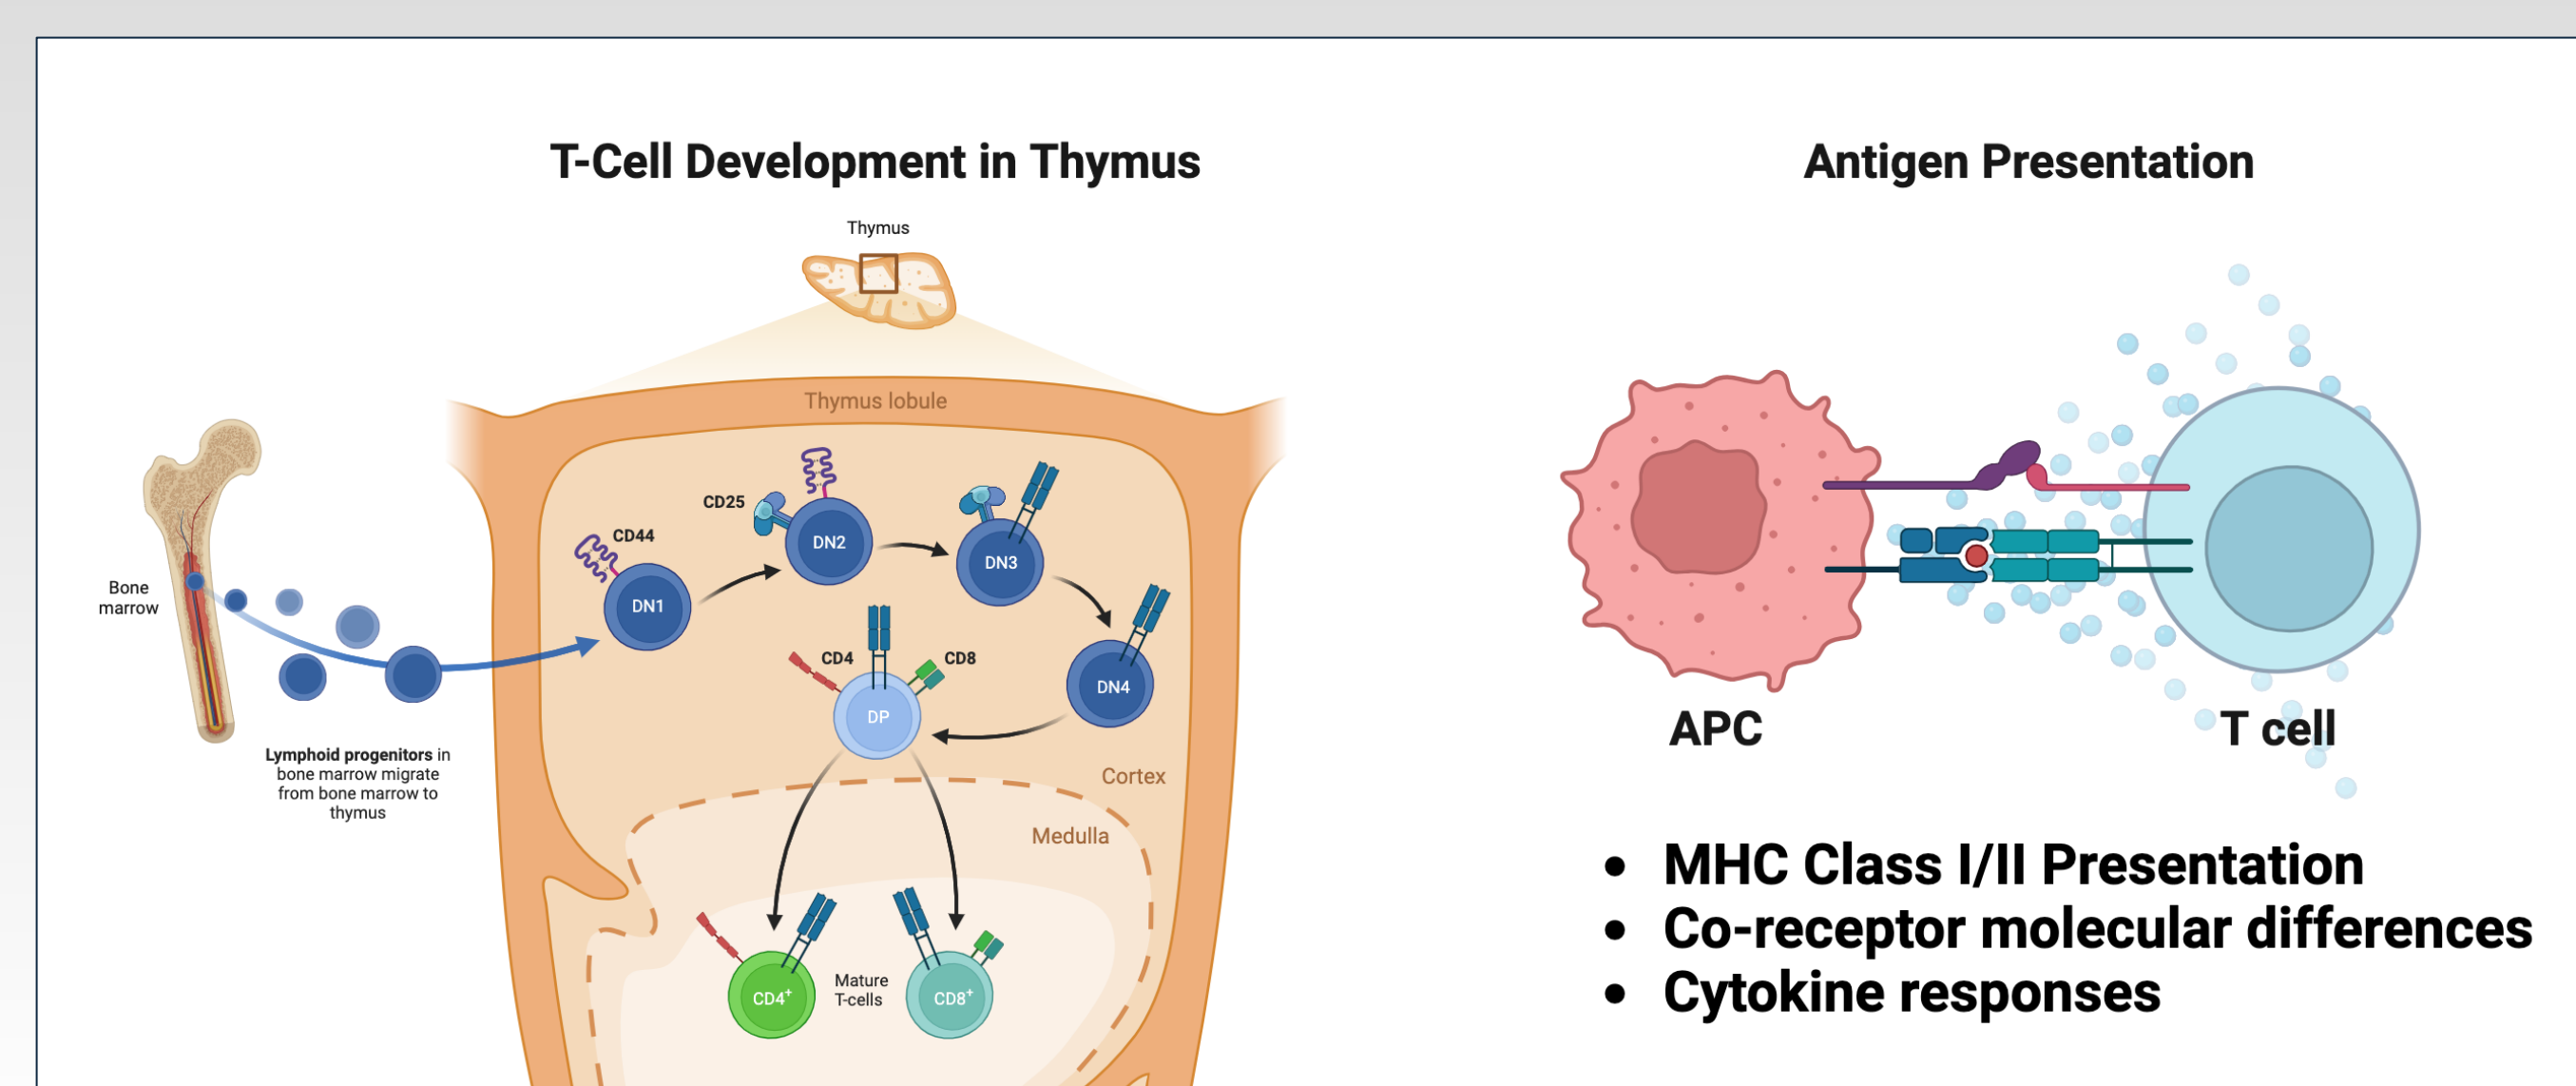 T-Cell Development in Thymus
Thymus
Thymus lobule
Bone
marrow
Lymphoid progenitors in
bone marrow migrate
from bone marrow to
thymus
CD44
DN1
CD25
DN2
DN3
DN4
CD4
CD8
DP
Cortex
Medulla
CD4⁺
Mature
T-cells
CD8⁺
Antigen Presentation
APC
T cell
• MHC Class I/II Presentation
• Co-receptor molecular differences
• Cytokine responses